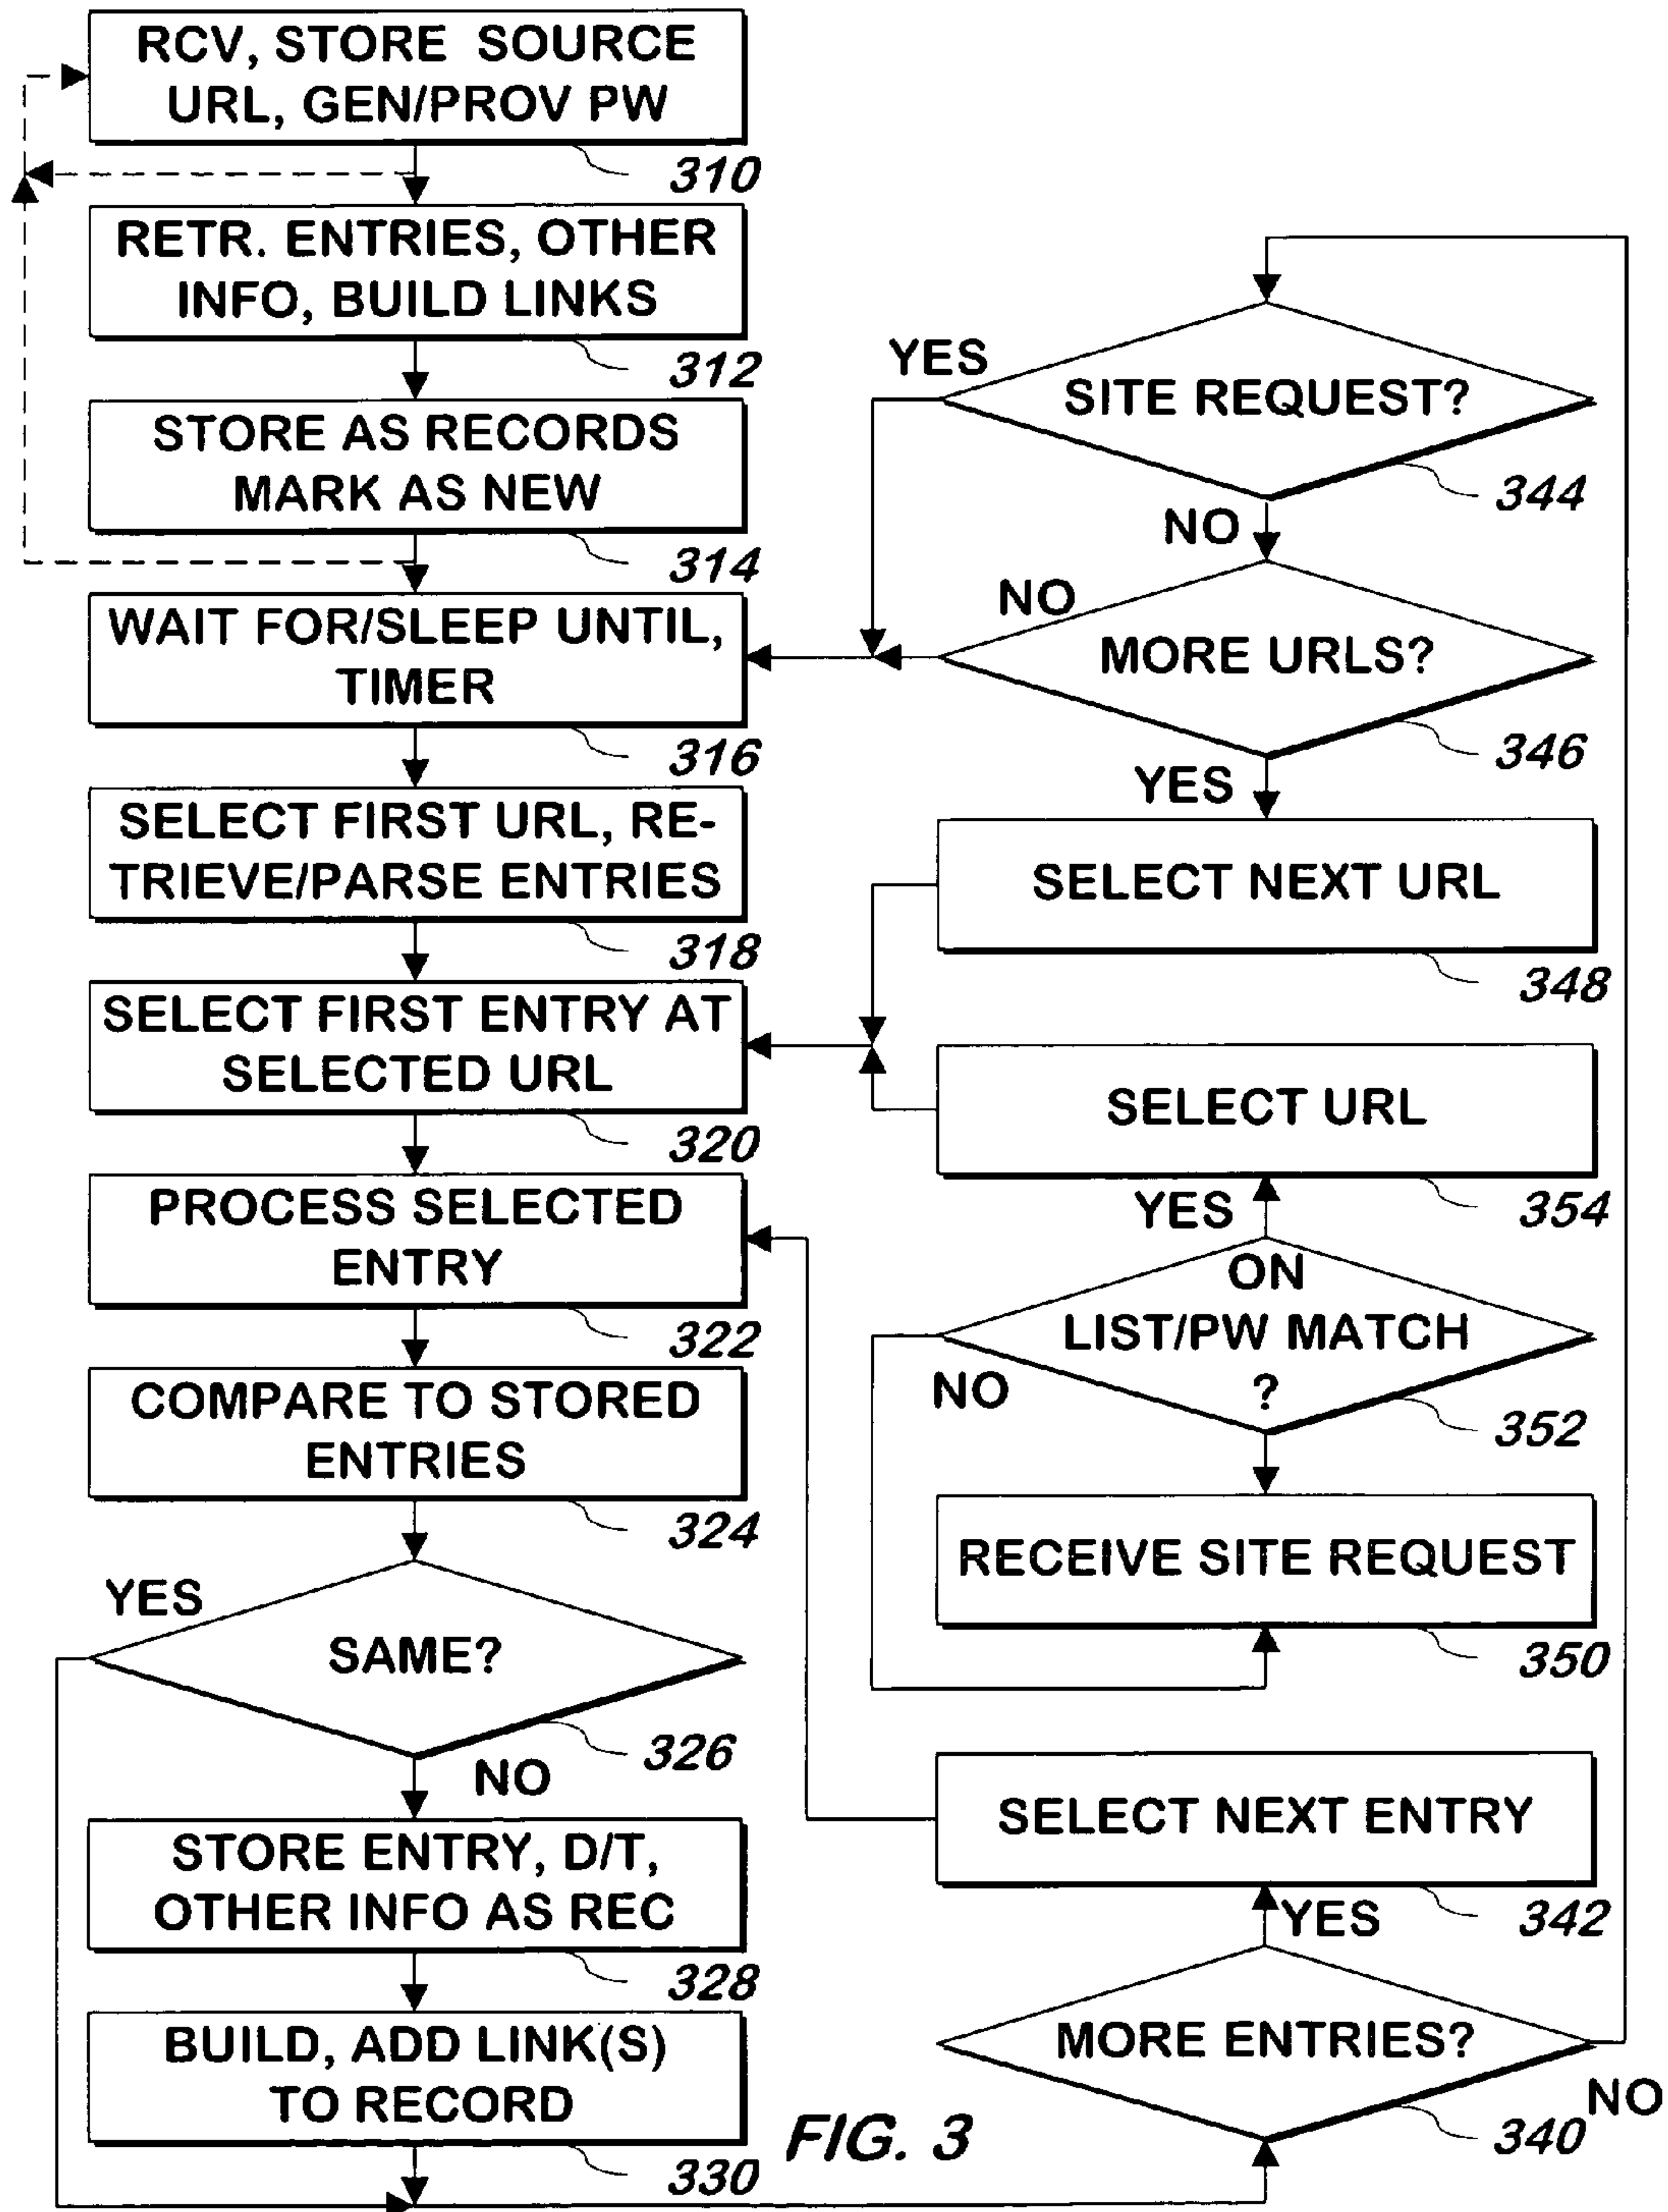 RCV, STORE SOURCE
URL, GEN/PROV PW
310
RETR. ENTRIES, OTHER
INFO, BUILD LINKS
312
STORE AS RECORDS
MARK AS NEW
314
WAIT FOR/SLEEP UNTIL,
TIMER
316
SELECT FIRST URL, RE-
TRIEVE/PARSE ENTRIES
318
SELECT FIRST ENTRY AT
SELECTED URL
320
PROCESS SELECTED
ENTRY
322
COMPARE TO STORED
ENTRIES
324
YES
SAME?
326
NO
STORE ENTRY, D/T,
OTHER INFO AS REC
328
BUILD, ADD LINK(S)
TO RECORD
330
YES
SITE REQUEST?
344
NO
NO
MORE URLS?
346
YES
SELECT NEXT URL
348
SELECT URL
354
YES
ON
LIST/PW MATCH
?
NO
352
RECEIVE SITE REQUEST
350
SELECT NEXT ENTRY
342
YES
MORE ENTRIES?
NO
340
FIG. 3